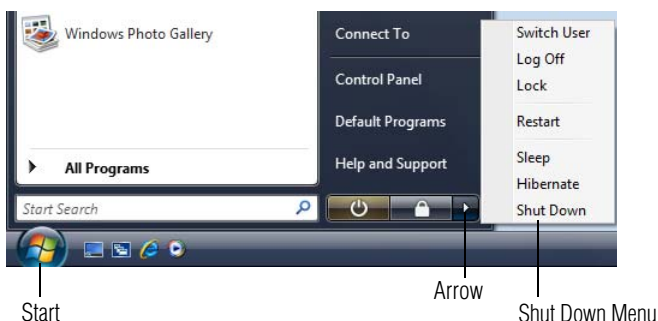 Windows Photo Gallery
All Programs
Start Search
Connect To
Control Panel
Default Programs
Help and Support
Switch User
Log Off
Lock
Restart
Sleep
Hibernate
Shut Down
Start
Arrow
Shut Down Menu